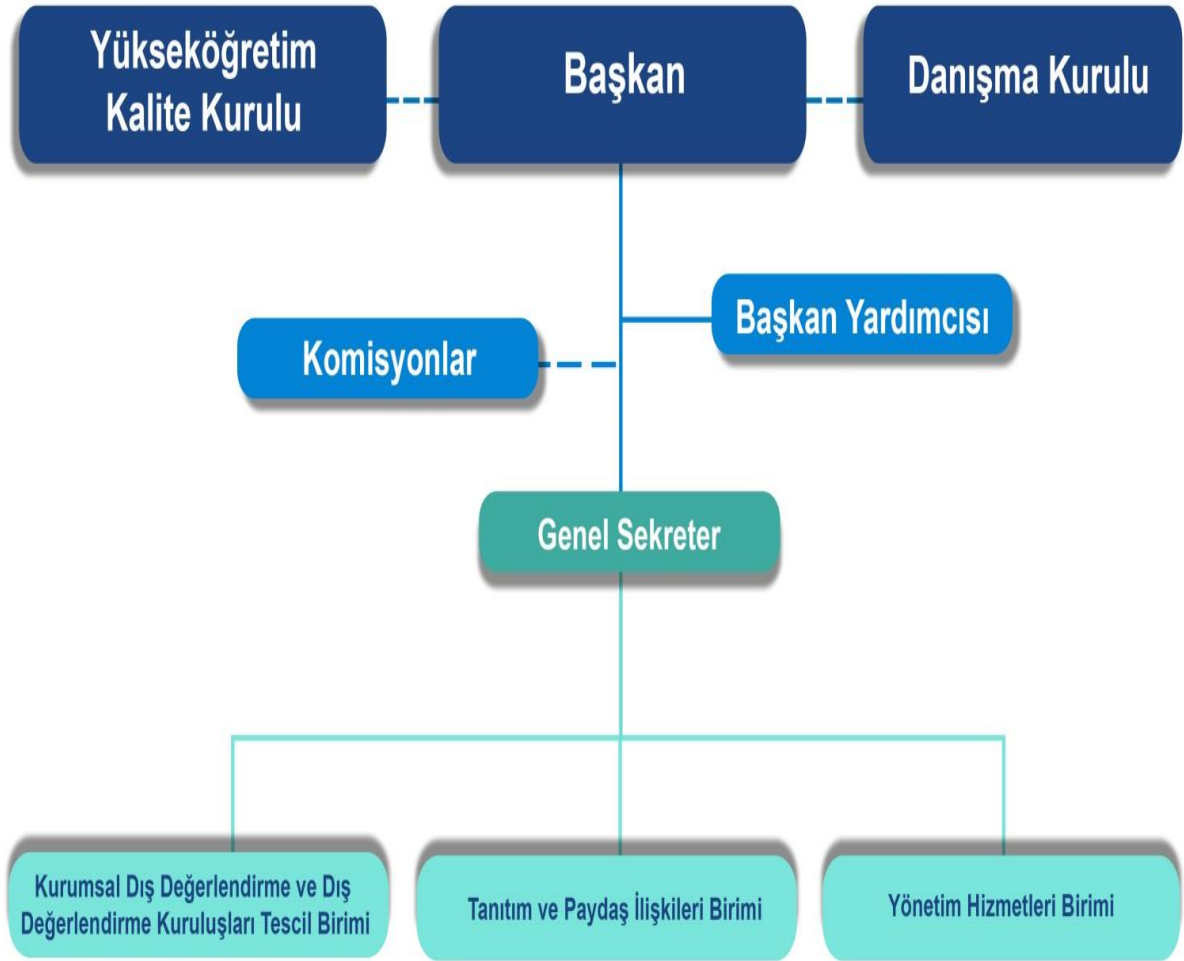 Yükseköğretim
Kalite Kurulu
Başkan
Danışma Kurulu
Başkan Yardımcısı
Komisyonlar
Genel Sekreter
Kurumsal Dış Değerlendirme ve Dış
Değerlendirme Kuruluşları Tescil Birimi
Tanıtım ve Paydaş İlişkileri Birimi
Yönetim Hizmetleri Birimi